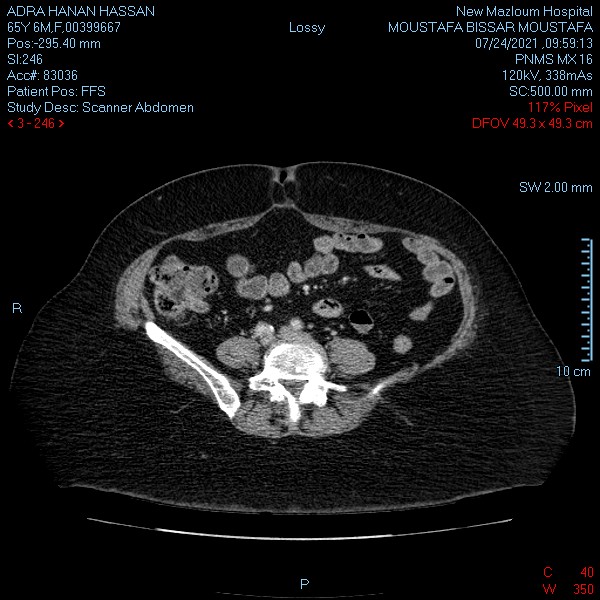 ADRA HANAN HASSAN
65Y 6M,F,00399667
Pos:-295.40 mm
SI:246
Acc#: 83036
Patient Pos: FFS
Study Desc: Scanner Abdomen
< 3 - 246 >
Lossy
New Mazloum Hospital
MOUSTAFA BISSAR MOUSTAFA
07/24/2021 ,09:59:13
PNMS MX 16
120kV, 338mAs
SC:500.00 mm
117% Pixel
DFOV 49.3 x 49.3 cm
SW 2.00 mm
R
10 cm
P
C 40
W 350